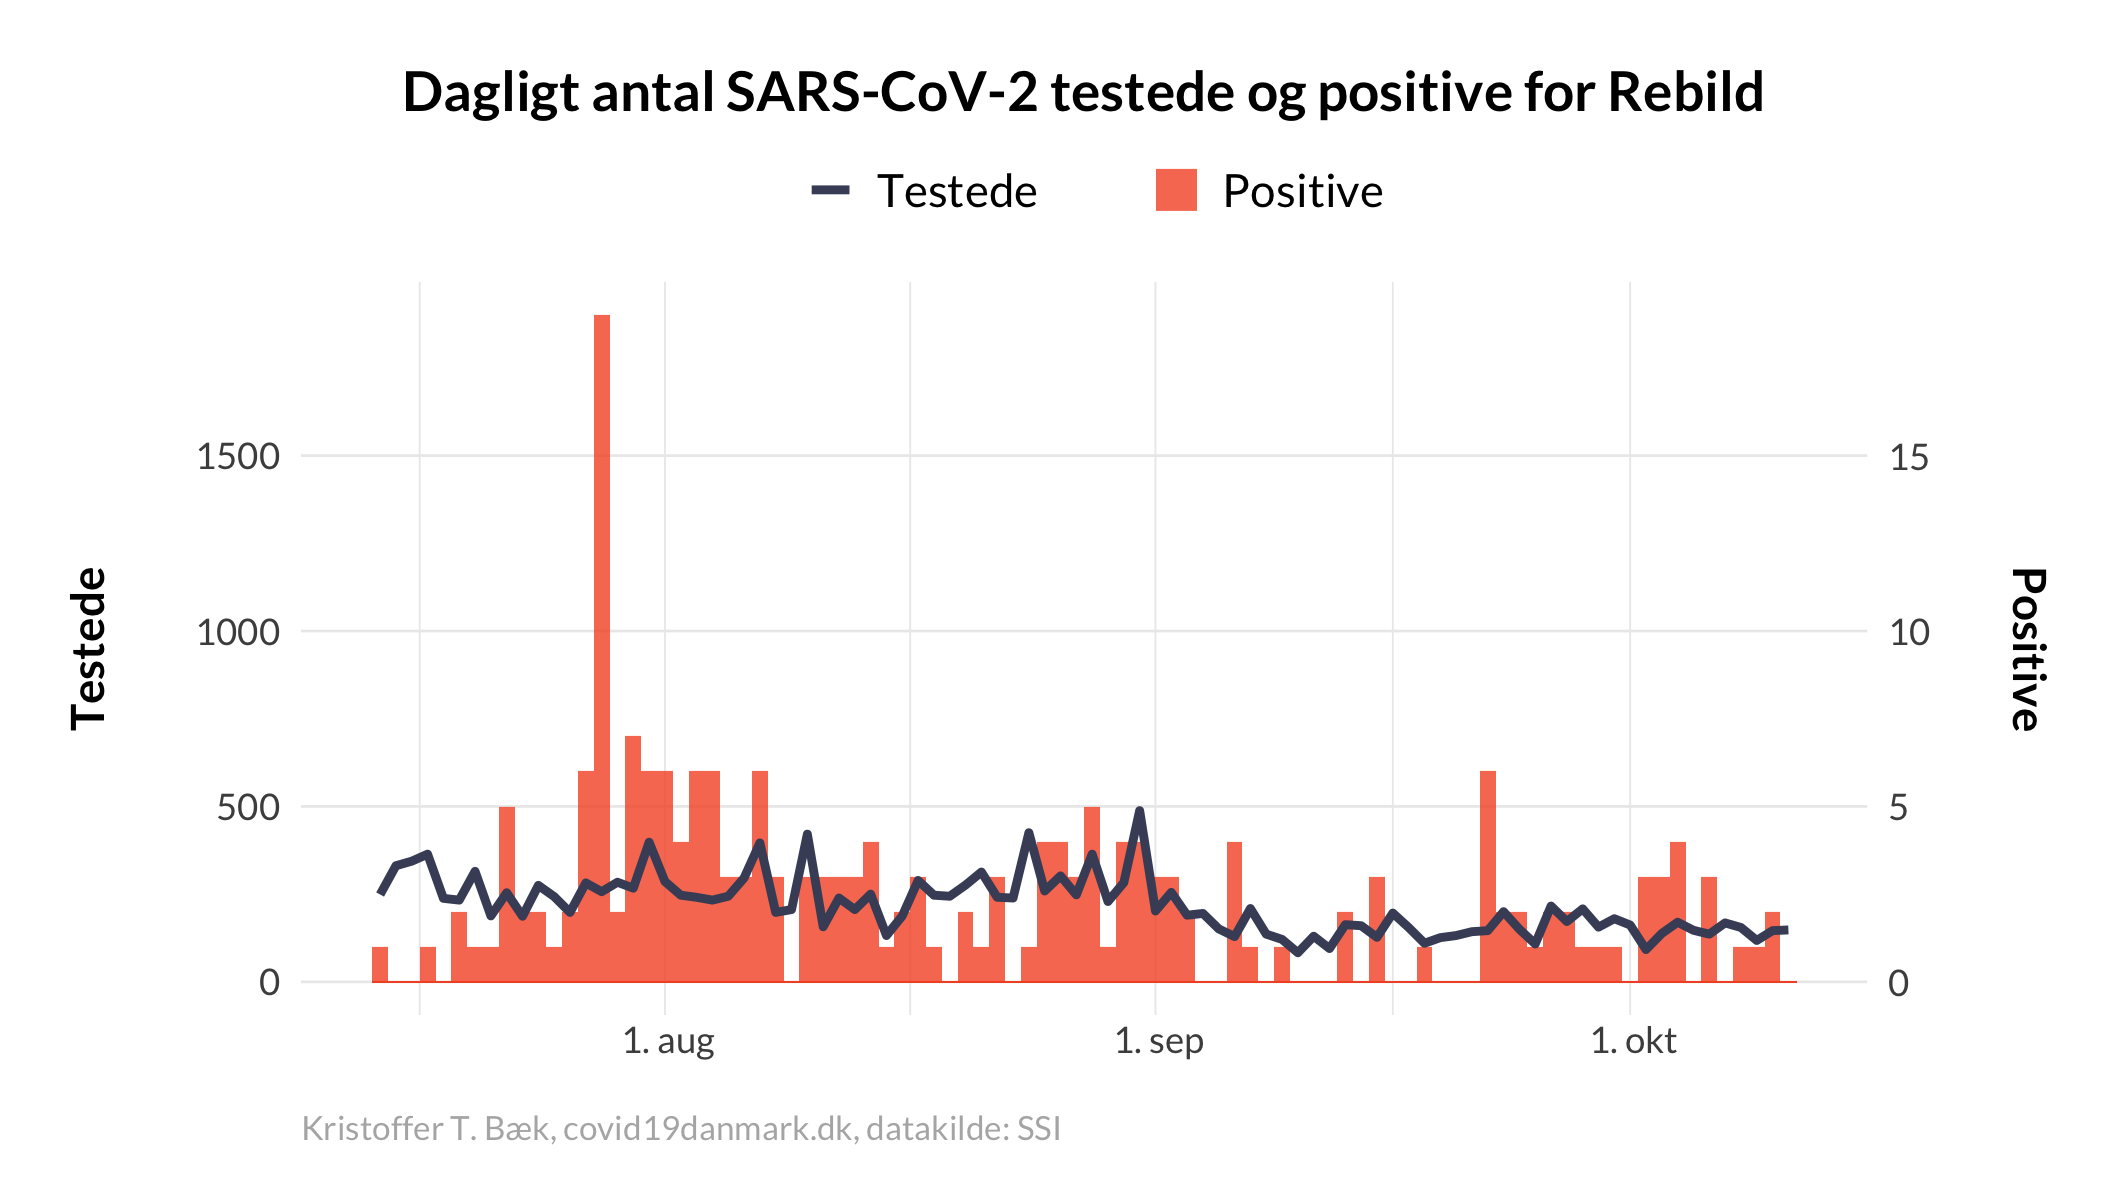 Dagligt antal SARS-CoV-2 testede og positive for Rebild
Testede
Positive
Testede
1500
1000
500
0
15
10
5
0
Positive
1. aug
1. sep
1. okt
Kristoffer T. Bæk, covid19danmark.dk, datakilde: SSI